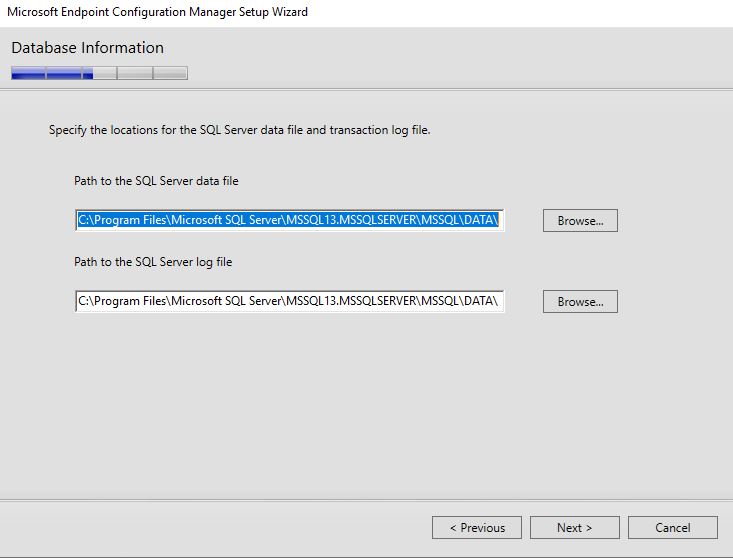 Microsoft Endpoint Configuration Manager Setup Wizard
Database Information
Specify the locations for the SQL Server data file and transaction log file.
Path to the SQL Server data file
C:\Program Files\Microsoft SQL Server\MSSQL13.MSSQLSERVER\MSSQL\DATA\
Browse...
Path to the SQL Server log file
C:\Program Files\Microsoft SQL Server\MSSQL13.MSSQLSERVER\MSSQL\DATA\
Browse...
< Previous
Next >
Cancel